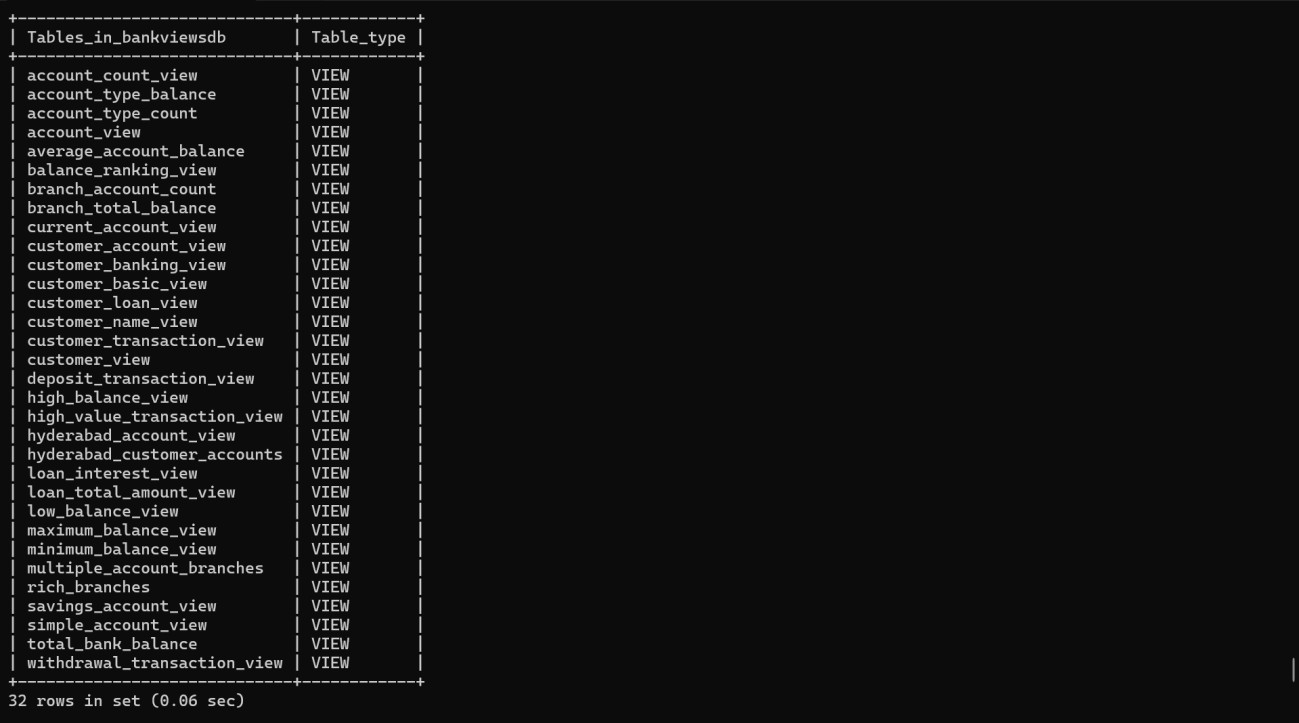 +-----------------------------+------------+
| Tables_in_bankviewsdb       | Table_type |
+-----------------------------+------------+
| account_count_view          | VIEW       |
| account_type_balance        | VIEW       |
| account_type_count          | VIEW       |
| account_view                | VIEW       |
| average_account_balance     | VIEW       |
| balance_ranking_view        | VIEW       |
| branch_account_count        | VIEW       |
| branch_total_balance        | VIEW       |
| current_account_view        | VIEW       |
| customer_account_view       | VIEW       |
| customer_banking_view       | VIEW       |
| customer_basic_view         | VIEW       |
| customer_loan_view          | VIEW       |
| customer_name_view          | VIEW       |
| customer_transaction_view   | VIEW       |
| customer_view               | VIEW       |
| deposit_transaction_view    | VIEW       |
| high_balance_view           | VIEW       |
| high_value_transaction_view | VIEW       |
| hyderabad_account_view      | VIEW       |
| hyderabad_customer_accounts | VIEW       |
| loan_interest_view          | VIEW       |
| loan_total_amount_view      | VIEW       |
| low_balance_view            | VIEW       |
| maximum_balance_view        | VIEW       |
| minimum_balance_view        | VIEW       |
| multiple_account_branches   | VIEW       |
| rich_branches               | VIEW       |
| savings_account_view        | VIEW       |
| simple_account_view         | VIEW       |
| total_bank_balance          | VIEW       |
| withdrawal_transaction_view | VIEW       |
+-----------------------------+------------+
32 rows in set (0.06 sec)